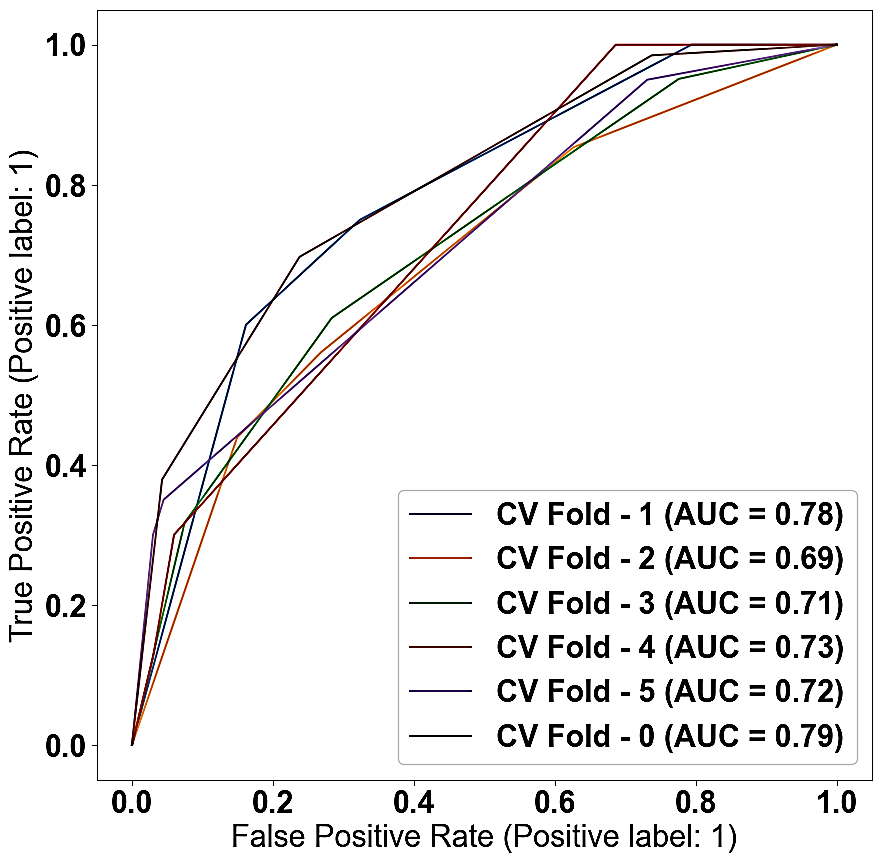 True Positive Rate (Positive label: 1)
1.0
0.8
0.6
0.4
0.2
0.0
CV Fold - 1 (AUC = 0.78)
CV Fold - 2 (AUC = 0.69)
CV Fold - 3 (AUC = 0.71)
CV Fold - 4 (AUC = 0.73)
CV Fold - 5 (AUC = 0.72)
CV Fold - 0 (AUC = 0.79)
0.0 0.2 0.4 0.6 0.8 1.0
False Positive Rate (Positive label: 1)